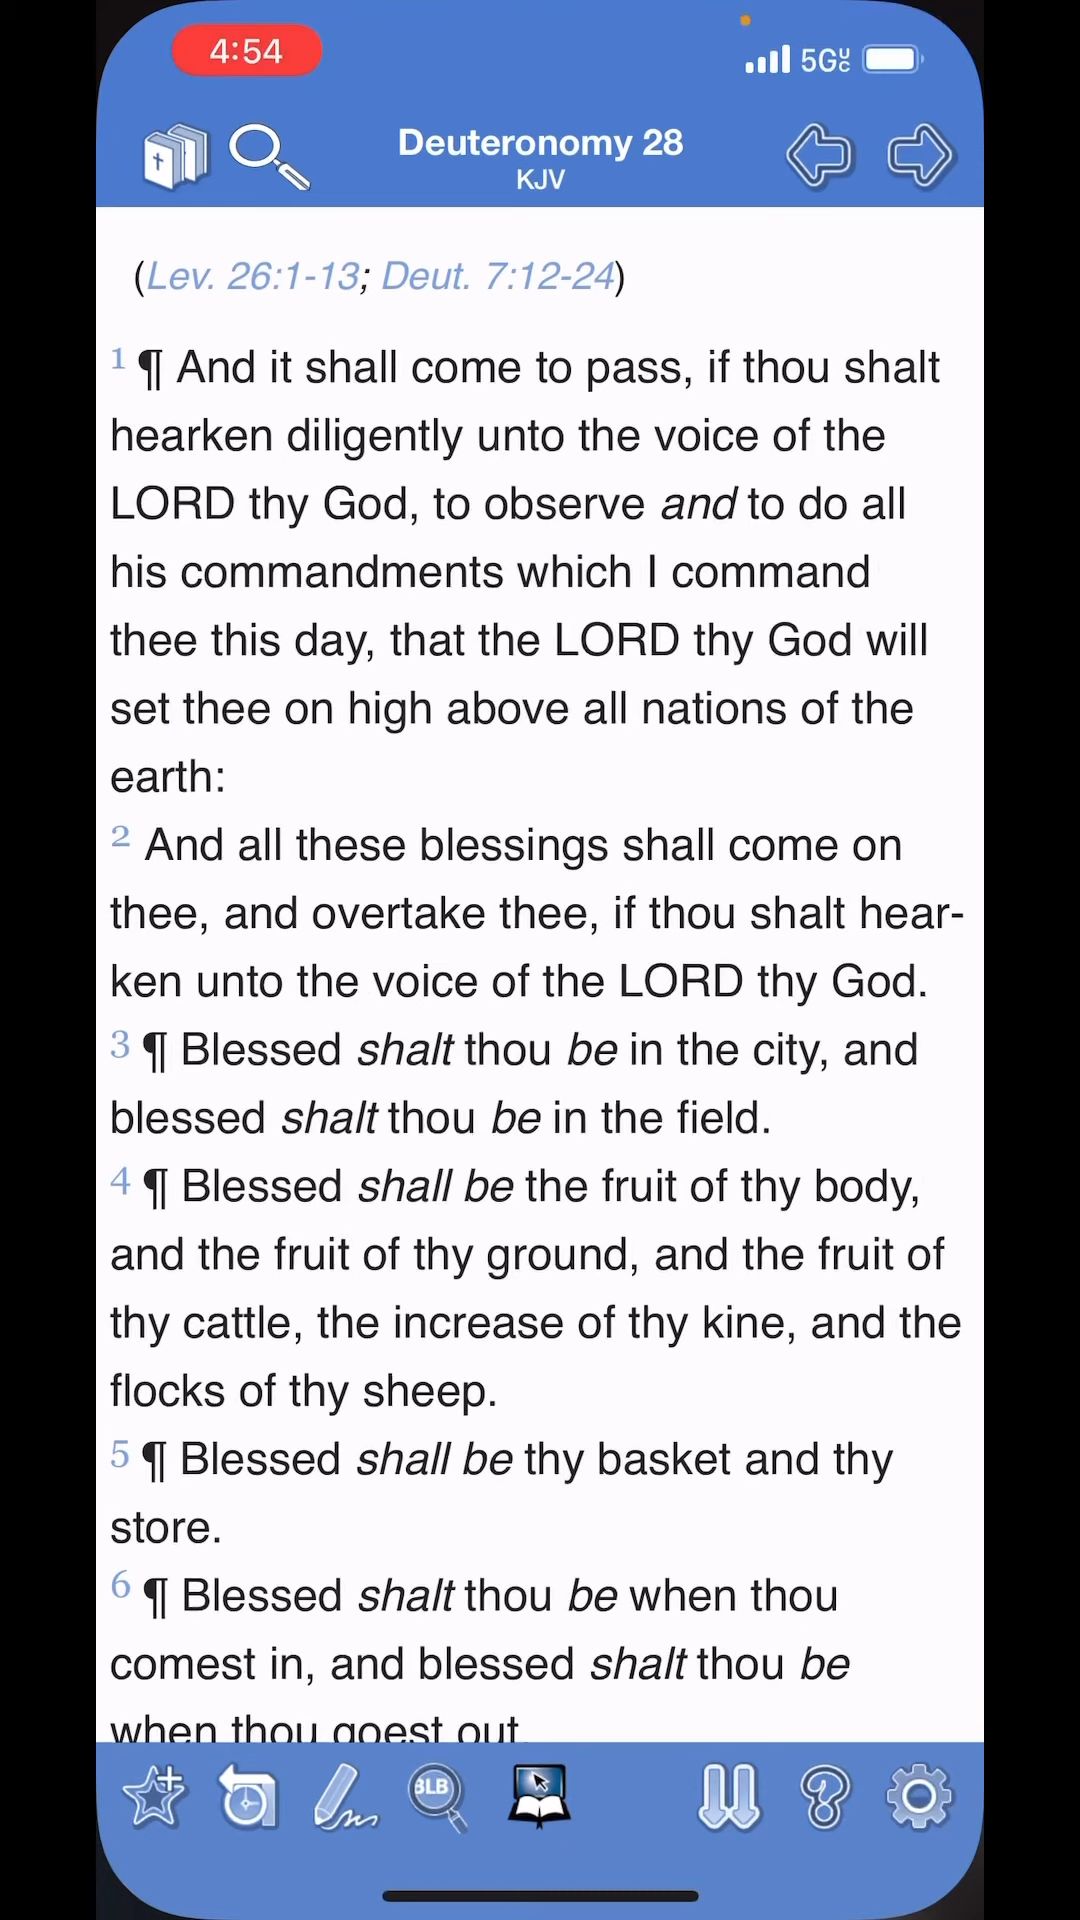 4:54
5GUC
Deuteronomy 28
KJV
(Lev. 26:1-13; Deut. 7:12-24)
1 ¶ And it shall come to pass, if thou shalt
hearken diligently unto the voice of the
LORD thy God, to observe and to do all
his commandments which I command
thee this day, that the LORD thy God will
set thee on high above all nations of the
earth:
2 And all these blessings shall come on
thee, and overtake thee, if thou shalt hear-
ken unto the voice of the LORD thy God.
3 ¶ Blessed shalt thou be in the city, and
blessed shalt thou be in the field.
4 ¶ Blessed shall be the fruit of thy body,
and the fruit of thy ground, and the fruit of
thy cattle, the increase of thy kine, and the
flocks of thy sheep.
5 ¶ Blessed shall be thy basket and thy
store.
6 ¶ Blessed shalt thou be when thou
comest in, and blessed shalt thou be
when thou goest out.
BLB